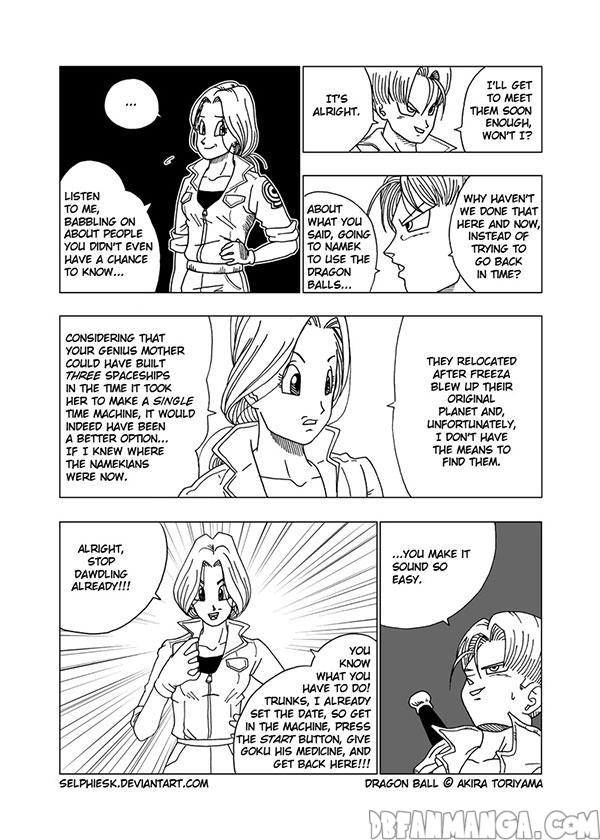 ...
LISTEN
TO ME,
BABBLING ON
ABOUT PEOPLE
YOU DIDN'T EVEN
HAVE A CHANCE
TO KNOW...
IT'S
ALRIGHT.
I'LL GET
TO MEET
THEM SOON
ENOUGH,
WON'T I?
ABOUT
WHAT YOU
SAID, GOING
TO NAMEK
TO USE THE
DRAGON
BALLS...
WHY HAVEN'T
WE DONE THAT
HERE AND NOW,
INSTEAD OF
TRYING TO
GO BACK
IN TIME?
CONSIDERING THAT
YOUR GENIUS MOTHER
COULD HAVE BUILT
THREE SPACESHIPS
IN THE TIME IT TOOK
HER TO MAKE A SINGLE
TIME MACHINE, IT WOULD
INDEED HAVE BEEN
A BETTER OPTION...
IF I KNEW WHERE
THE NAMEKIANS
WERE NOW.
THEY RELOCATED
AFTER FREEZA
BLEW UP THEIR
ORIGINAL
PLANET AND,
UNFORTUNATELY,
I DON'T HAVE
THE MEANS TO
FIND THEM.
ALRIGHT,
STOP
DAWDLING
ALREADY!!!
YOU
KNOW
WHAT YOU
HAVE TO DO!
TRUNKS, I ALREADY
SET THE DATE, SO GET
IN THE MACHINE, PRESS
THE START BUTTON, GIVE
GOKU HIS MEDICINE, AND
GET BACK HERE!!!
...YOU MAKE IT
SOUND SO
EASY.
SELPHIESK.DEVIANTART.COM
DRAGON BALL © AKIRA TORIYAMA
DBFANMANGA.COM